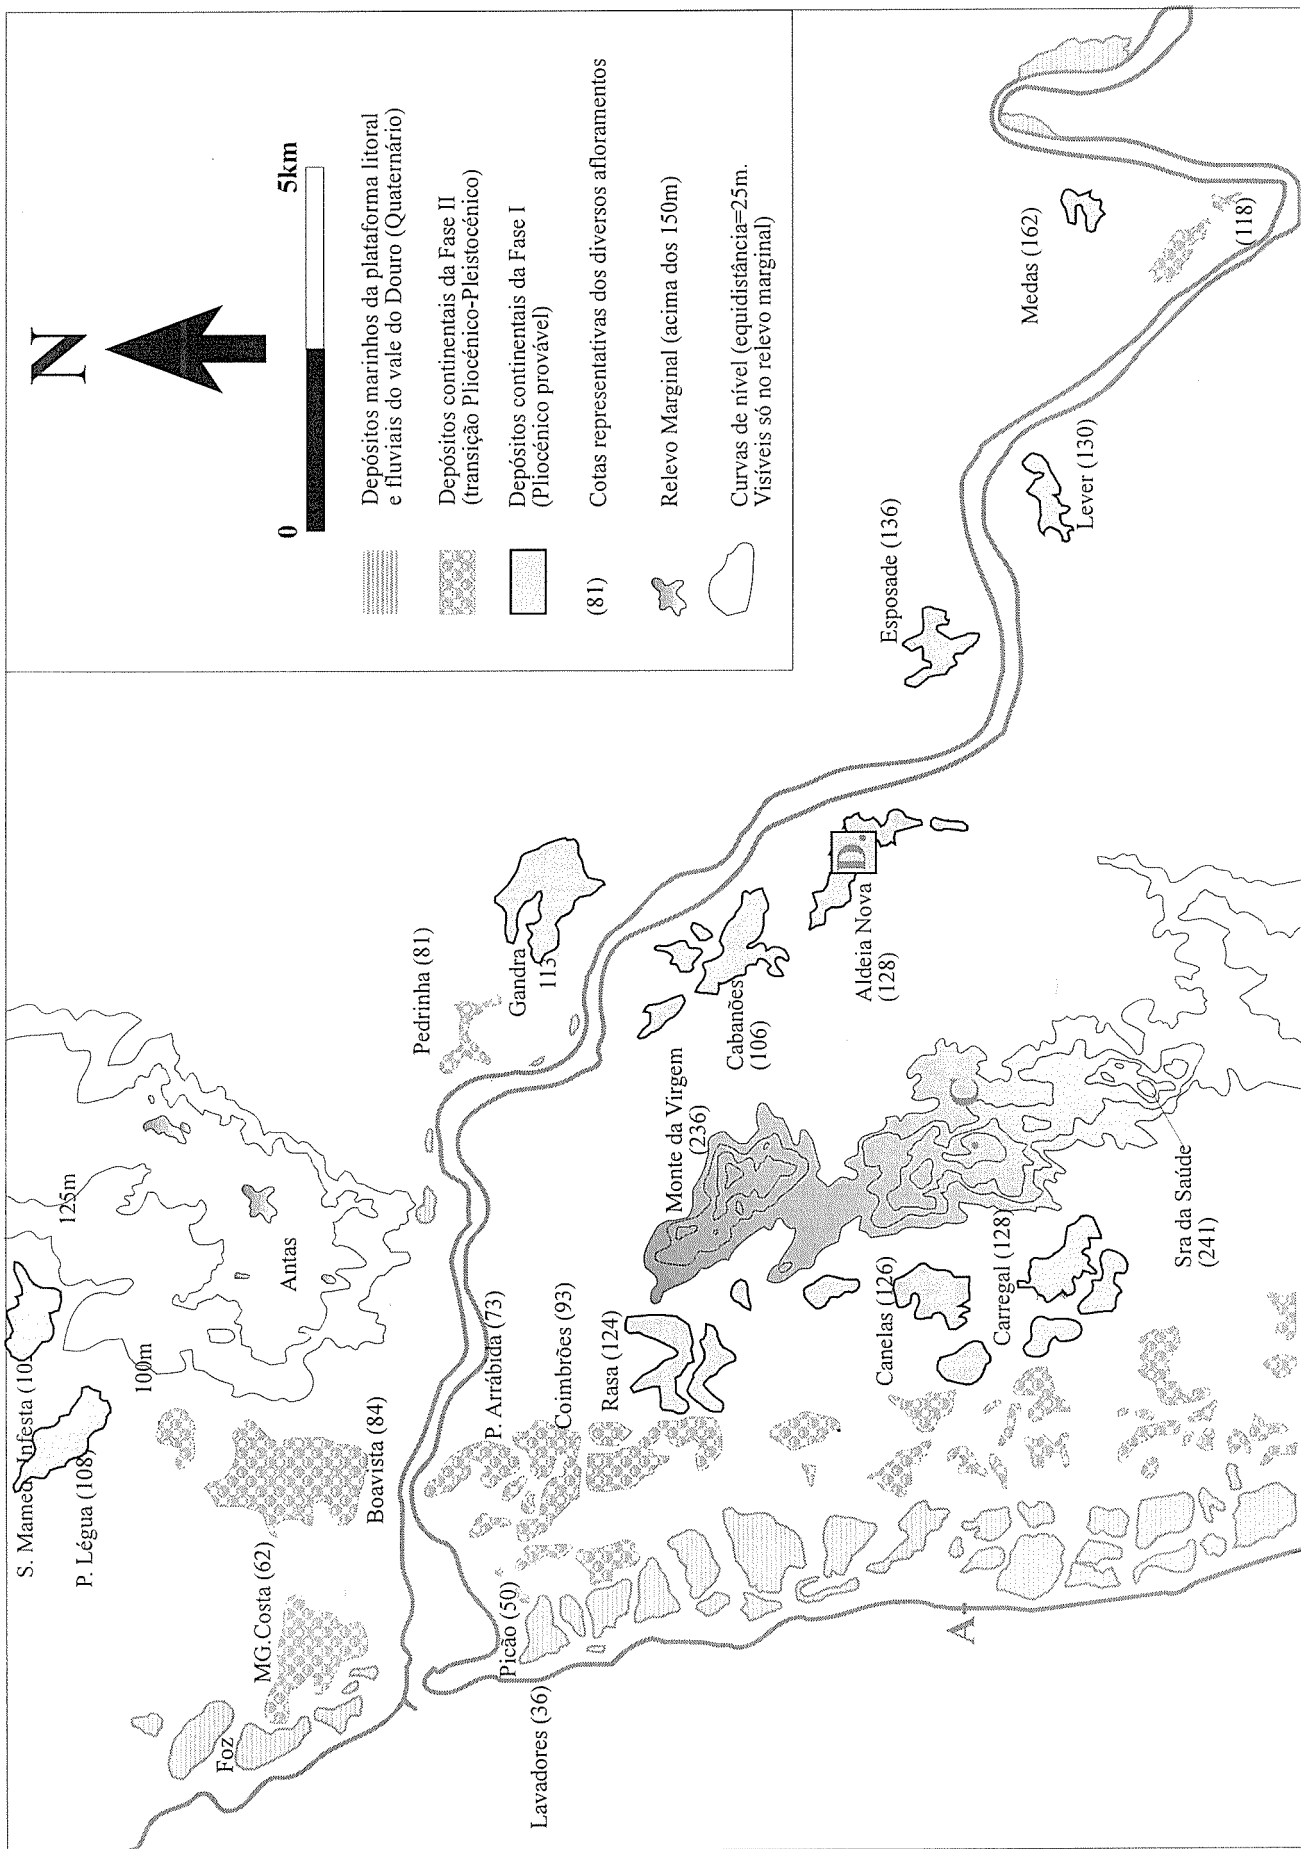 N
0
5km
Depósitos marinhos da plataforma litoral
e fluviais do vale do Douro (Quaternário)
Depósitos continentais da Fase II
(transição Pliocénico-Pleistocénico)
Depósitos continentais da Fase I
(Pliocénico provável)
(81)
Cotas representativas dos diversos afloramentos
Relevo Marginal (acima dos 150m)
Curvas de nível (equidistância=25m.
Visíveis só no relevo marginal)
S. Mamede Infesta (10
P. Légua (108)
125m
100m
Antas
MG.Costa (62)
Foz
Boavista (84)
Pedrinha (81)
Gandra
113
P. Arrábida (73)
Coimbrões (93)
Picão (50)
Lavadores (36)
Rasa (124)
Monte da Virgem
(236)
Cabanões
(106)
D.
Aldeia Nova
(128)
Esposade (136)
Lever (130)
Medas (162)
(118)
Canelas (126)
Carregal (128)
C
A
Sra da Saúde
(241)